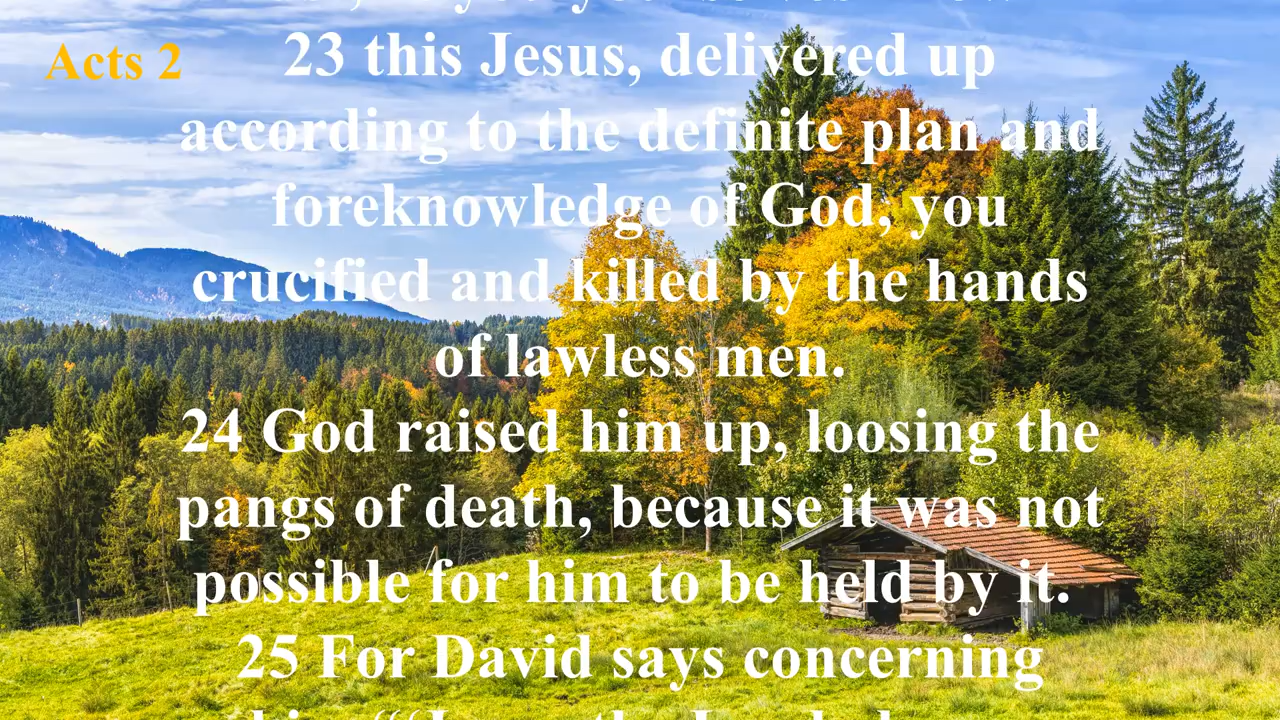 Acts 2
23 this Jesus, delivered up
according to the definite plan and
foreknowledge of God, you
crucified and killed by the hands
of lawless men.
24 God raised him up, loosing the
pangs of death, because it was not
possible for him to be held by it.
25 For David says concerning